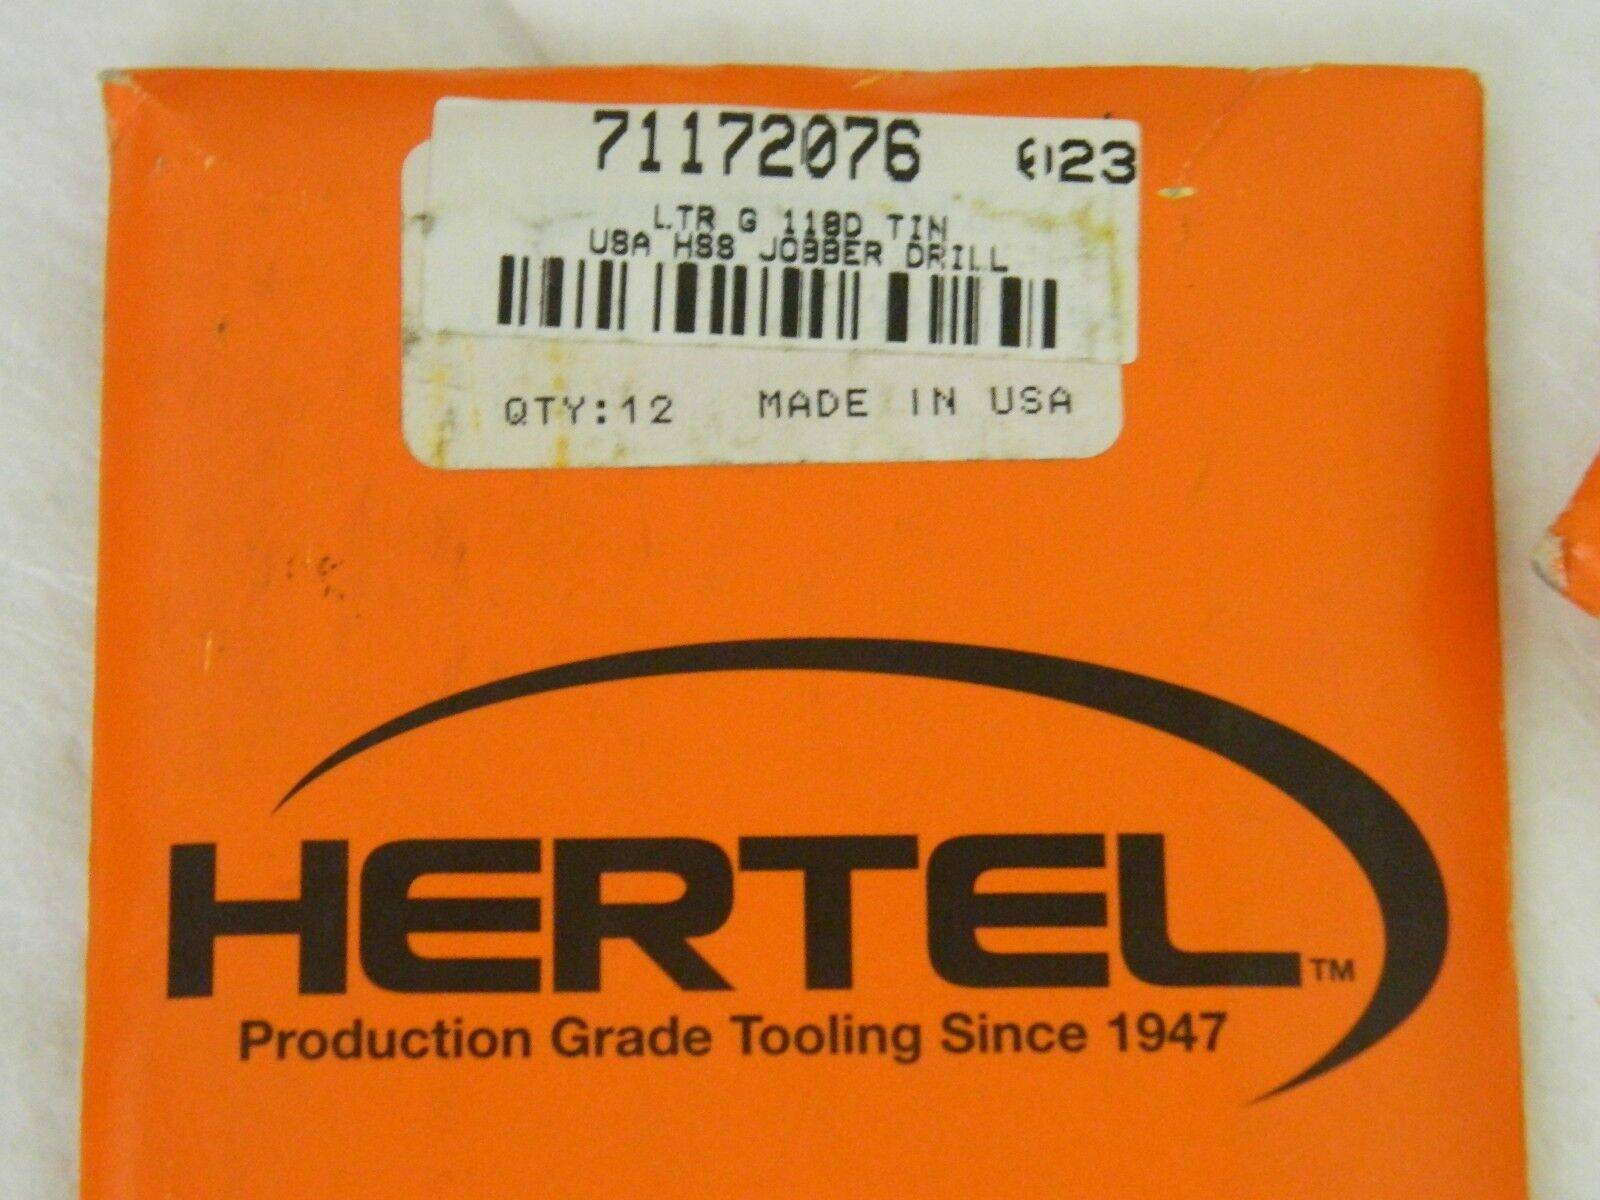 71172076
LTR G 118D TIN
USA HSS JOBBER DRILL
QTY:12 MADE IN USA
HERTEL™
Production Grade Tooling Since 1947